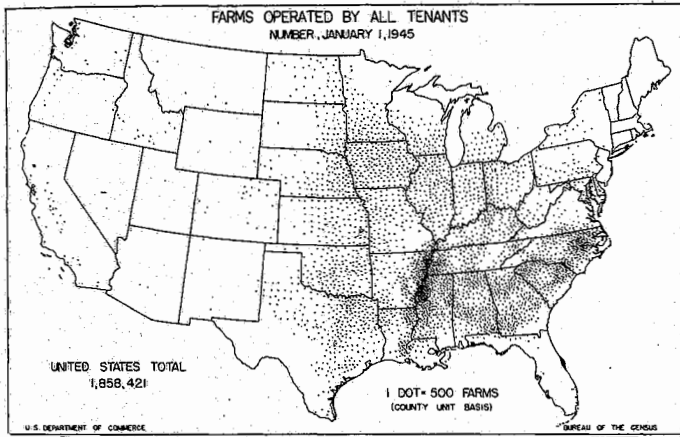 FARMS OPERATED BY ALL TENANTS
NUMBER, JANUARY 1, 1945
UNITED STATES TOTAL
1,858,421
1 DOT = 500 FARMS
(COUNTY UNIT BASIS)
U.S. DEPARTMENT OF COMMERCE
BUREAU OF THE CENSUS